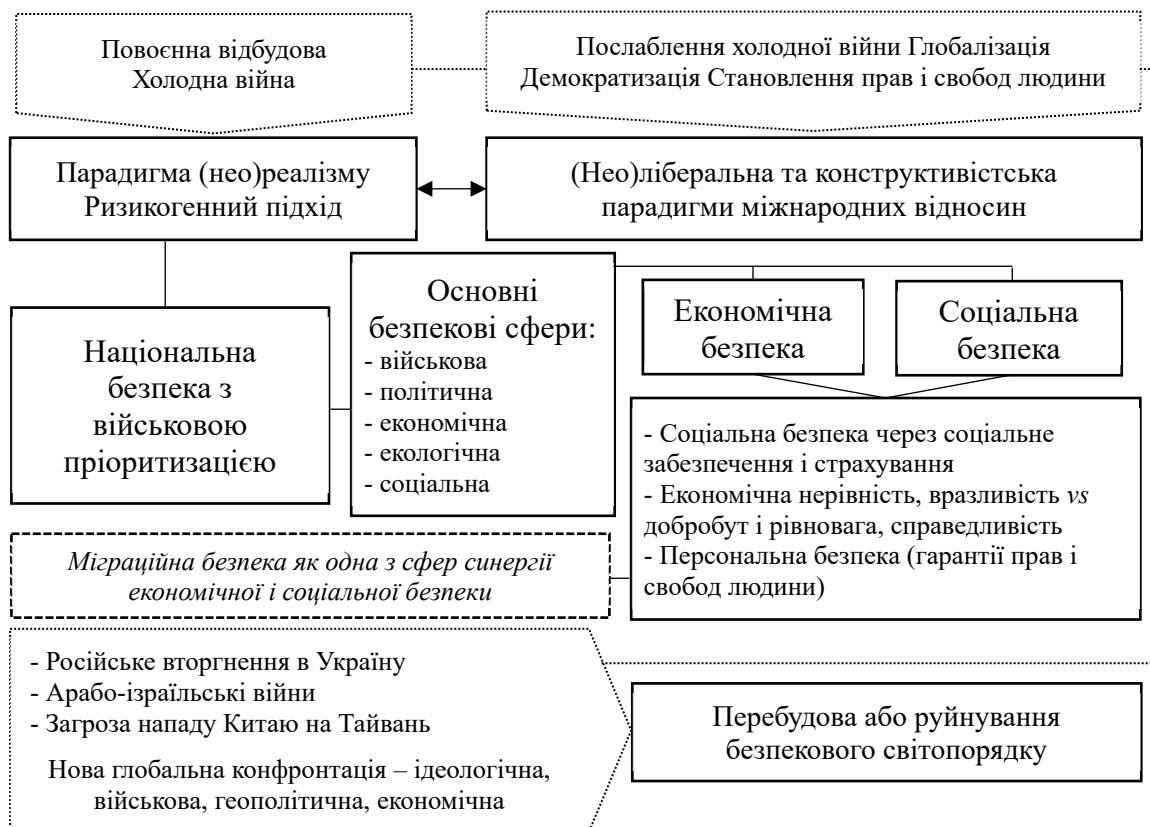 Повоєнна відбудова
Холодна війна
Послаблення холодної війни Глобалізація
Демократизація Становлення прав і свобод людини
Парадигма (нео)реалізму
Ризикогенний підхід
(Нео)ліберальна та конструктивістська
парадигми міжнародних відносин
Національна
безпека з
військовою
пріоритизацією
Основні
безпекові сфери:
- військова
- політична
- економічна
- екологічна
- соціальна
Економічна
безпека
Соціальна
безпека
- Соціальна безпека через соціальне
забезпечення і страхування
- Економічна нерівність, вразливість vs
добробут і рівновага, справедливість
- Персональна безпека (гарантії прав і
свобод людини)
Міграційна безпека як одна з сфер синергії
економічної і соціальної безпеки
- Російське вторгнення в Україну
- Арабо-ізраїльські війни
- Загроза нападу Китаю на Тайвань
Нова глобальна конфронтація – ідеологічна,
військова, геополітична, економічна
Перебудова або руйнування
безпекового світопорядку